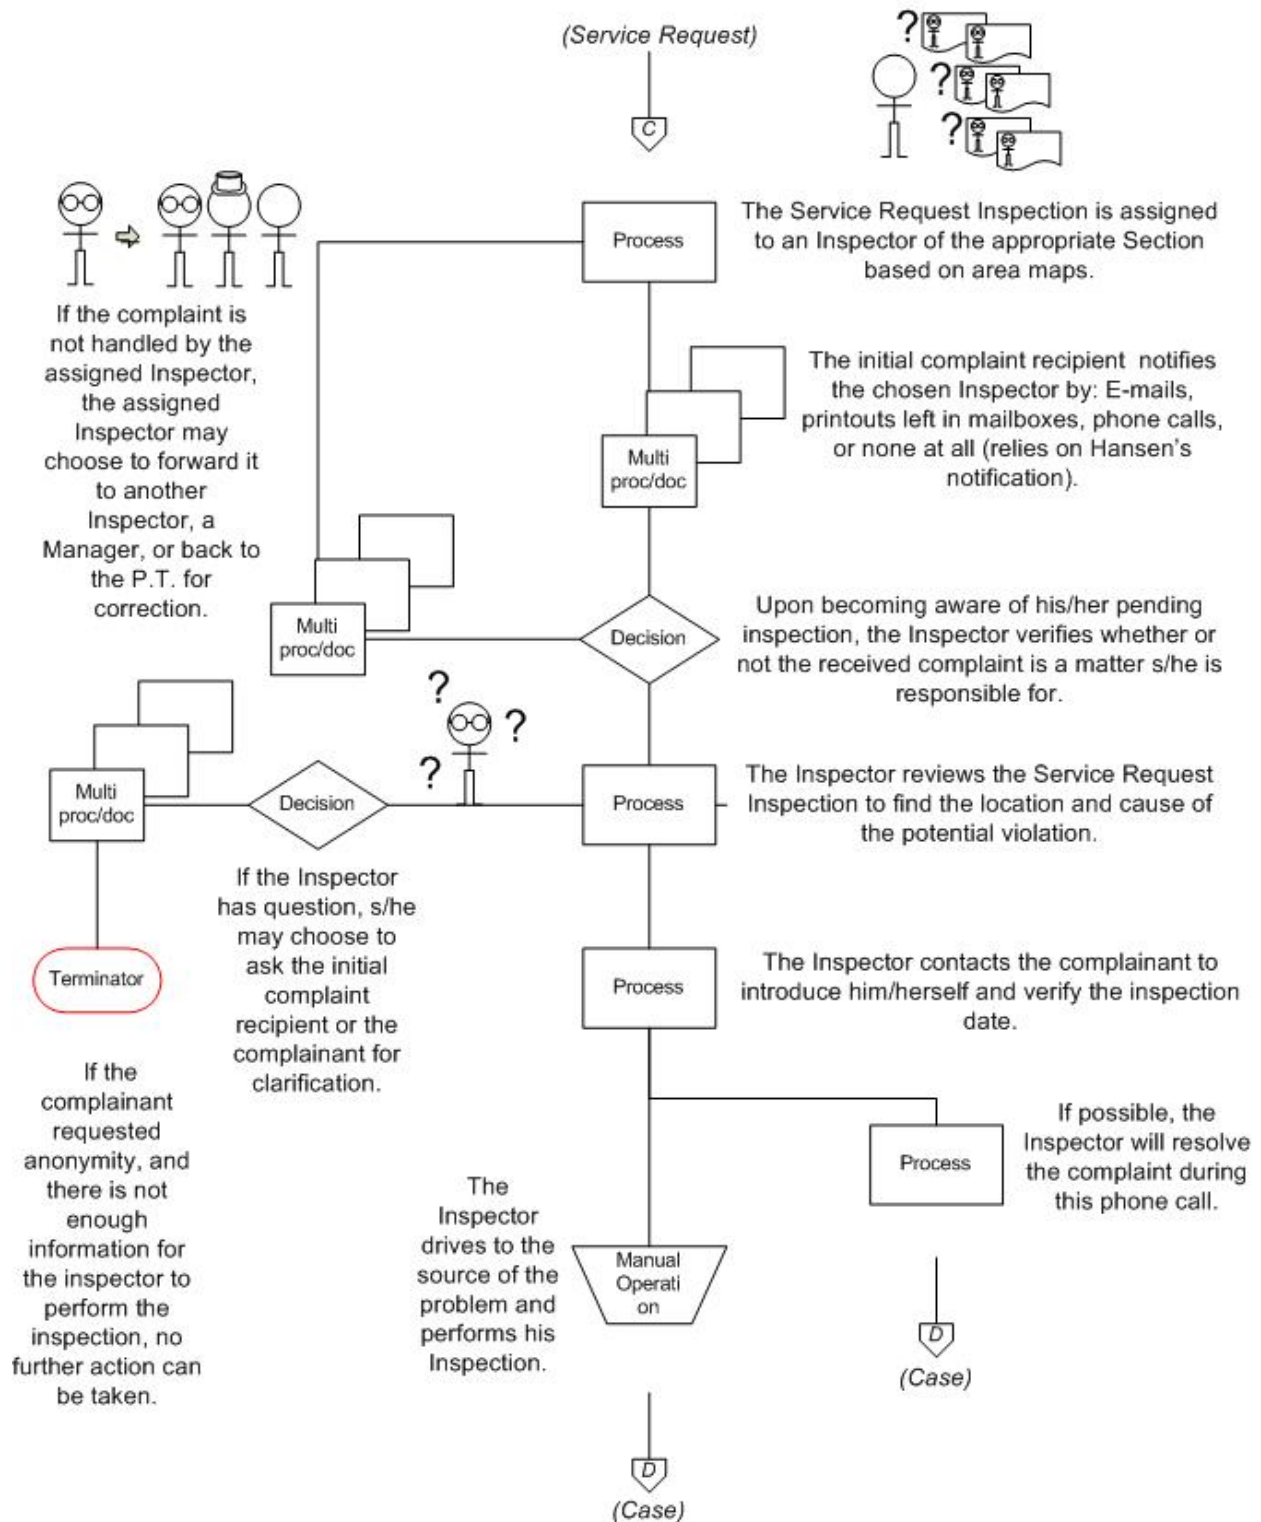 (Service Request)
?
?
?
C
Process
The Service Request Inspection is assigned
to an Inspector of the appropriate Section
based on area maps.
If the complaint is
not handled by the
assigned Inspector,
the assigned
Inspector may
choose to forward it
to another
Inspector, a
Manager, or back to
the P.T. for
correction.
The initial complaint recipient notifies
the chosen Inspector by: E-mails,
printouts left in mailboxes, phone calls,
or none at all (relies on Hansen's
notification).
Multi
proc/doc
Multi
proc/doc
Decision
Upon becoming aware of his/her pending
inspection, the Inspector verifies whether or
not the received complaint is a matter s/he is
responsible for.
?
?
?
Multi
proc/doc
Decision
Process
The Inspector reviews the Service Request
Inspection to find the location and cause of
the potential violation.
If the Inspector
has question, s/he
may choose to
ask the initial
complaint
recipient or the
complainant for
clarification.
Terminator
Process
The Inspector contacts the complainant to
introduce him/herself and verify the inspection
date.
If the
complainant
requested
anonymity, and
there is not
enough
information for
the inspector to
perform the
inspection, no
further action can
be taken.
Process
If possible, the
Inspector will resolve
the complaint during
this phone call.
The
Inspector
drives to the
source of the
problem and
performs his
Inspection.
Manual
Operati
on
D
(Case)
D
(Case)